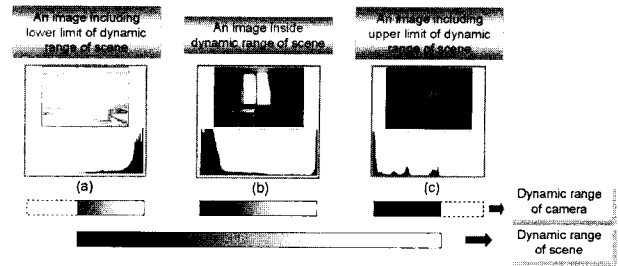 An image including
lower limit of dynamic
range of scene
An image inside
dynamic range of scene
An image including
upper limit of dynamic
range of scene
(a)
(b)
(c)
Dynamic range
of camera
Dynamic range
of scene